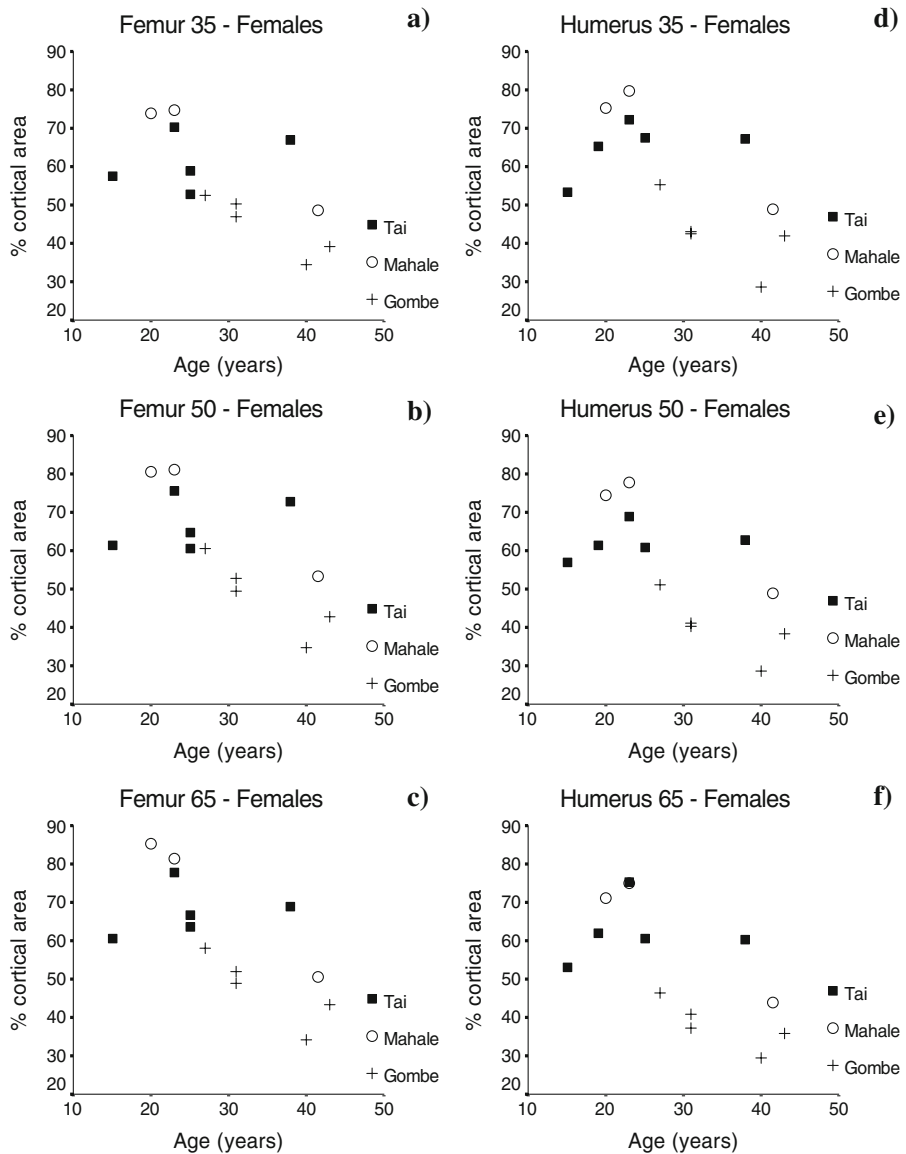 Femur 35 - Females
a)
90
80
70
60
50
40
30
20
% cortical area
10
20
30
40
50
Age (years)
Tai
Mahale
Gombe
Humerus 35 - Females
d)
90
80
70
60
50
40
30
20
% cortical area
10
20
30
40
50
Age (years)
Tai
Mahale
Gombe
Femur 50 - Females
b)
90
80
70
60
50
40
30
20
% cortical area
10
20
30
40
50
Age (years)
Tai
Mahale
Gombe
Humerus 50 - Females
e)
90
80
70
60
50
40
30
20
% cortical area
10
20
30
40
50
Age (years)
Tai
Mahale
Gombe
Femur 65 - Females
c)
90
80
70
60
50
40
30
20
% cortical area
10
20
30
40
50
Age (years)
Tai
Mahale
Gombe
Humerus 65 - Females
f)
90
80
70
60
50
40
30
20
% cortical area
10
20
30
40
50
Age (years)
Tai
Mahale
Gombe